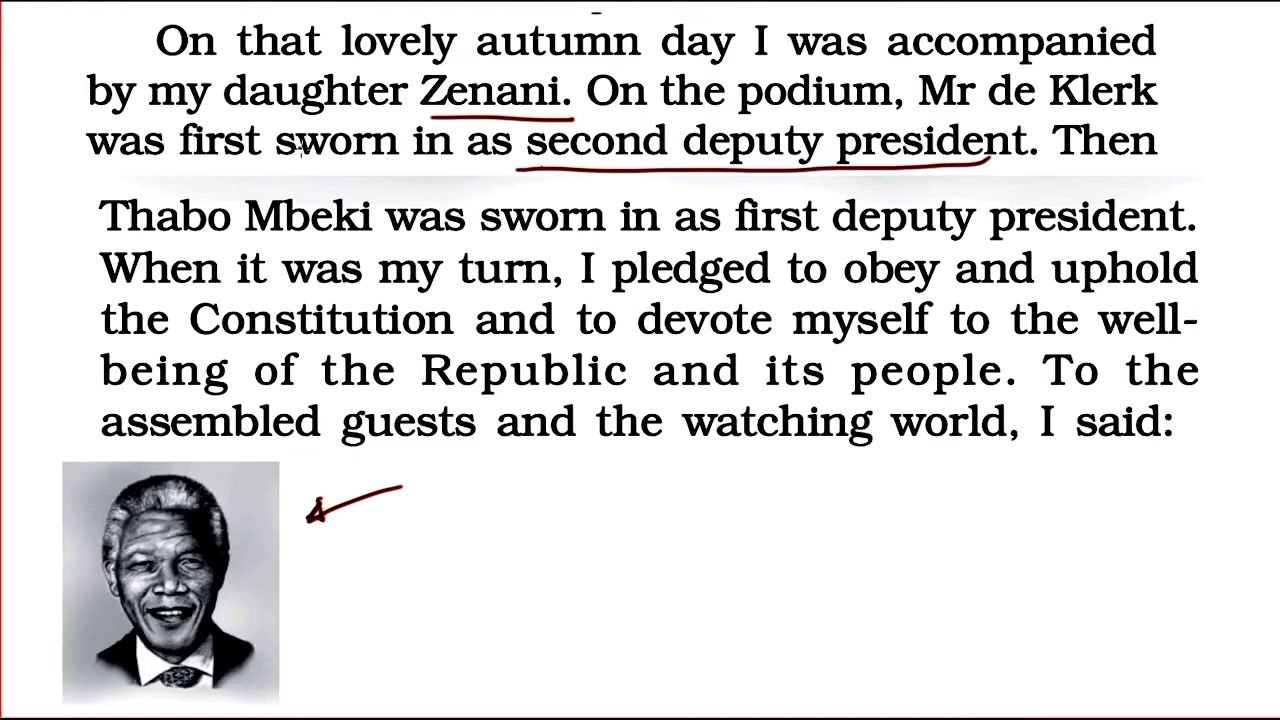 On that lovely autumn day I was accompanied
by my daughter Zenani. On the podium, Mr de Klerk
was first sworn in as second deputy president. Then
Thabo Mbeki was sworn in as first deputy president.
When it was my turn, I pledged to obey and uphold
the Constitution and to devote myself to the well-
being of the Republic and its people. To the
assembled guests and the watching world, I said: